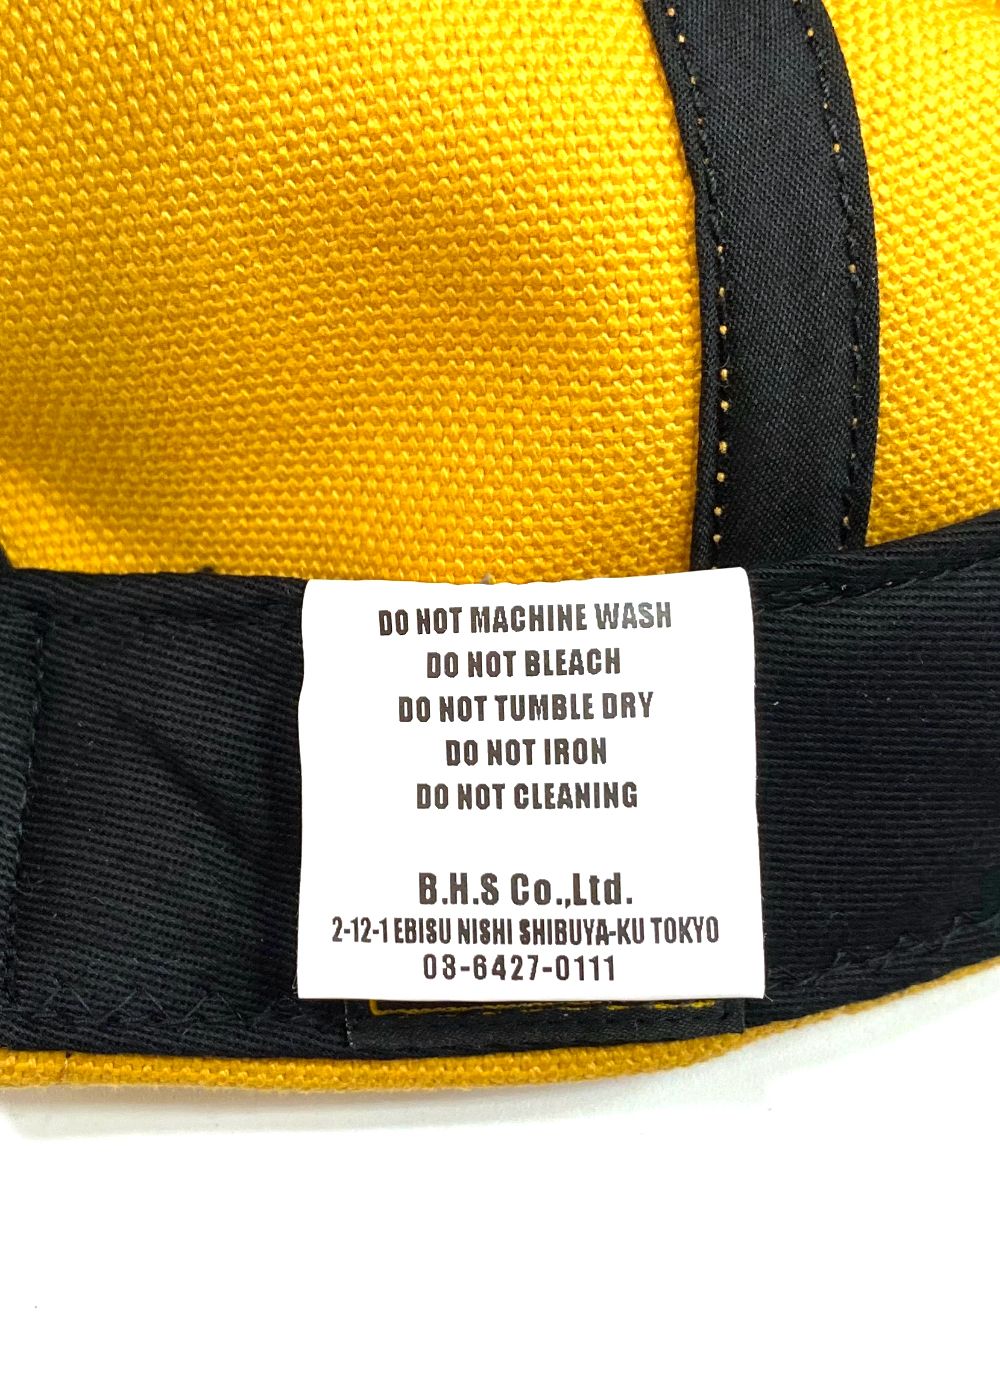 DO NOT MACHINE WASH
DO NOT BLEACH
DO NOT TUMBLE DRY
DO NOT IRON
DO NOT CLEANING
B.H.S Co.,Ltd.
2-12-1 EBISU NISHI SHIBUYA-KU TOKYO
03-6427-0111